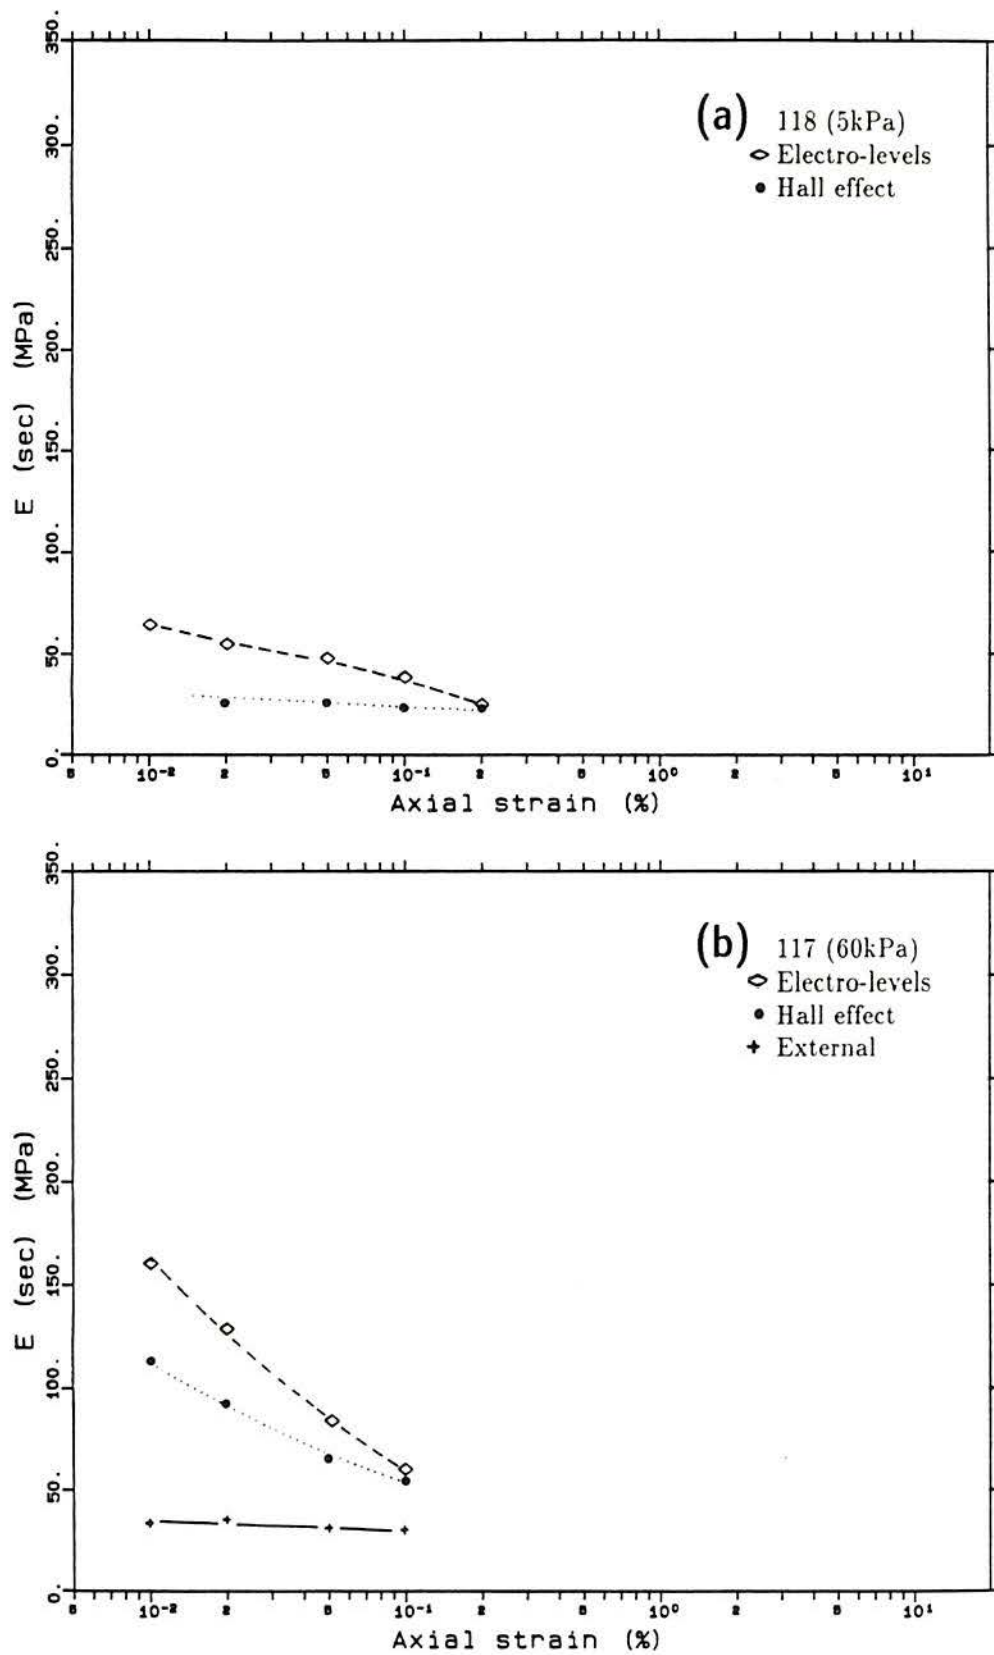 350.
300.
250.
200.
150.
100.
50.
0.
E (sec) (MPa)
(a) 118 (5kPa)
Electro-levels
Hall effect
5 10⁻² 2 5 10⁻¹ 2 5 10⁰ 2 5 10¹
Axial strain (%)
350.
300.
250.
200.
150.
100.
50.
0.
E (sec) (MPa)
(b) 117 (60kPa)
Electro-levels
Hall effect
External
5 10⁻² 2 5 10⁻¹ 2 5 10⁰ 2 5 10¹
Axial strain (%)